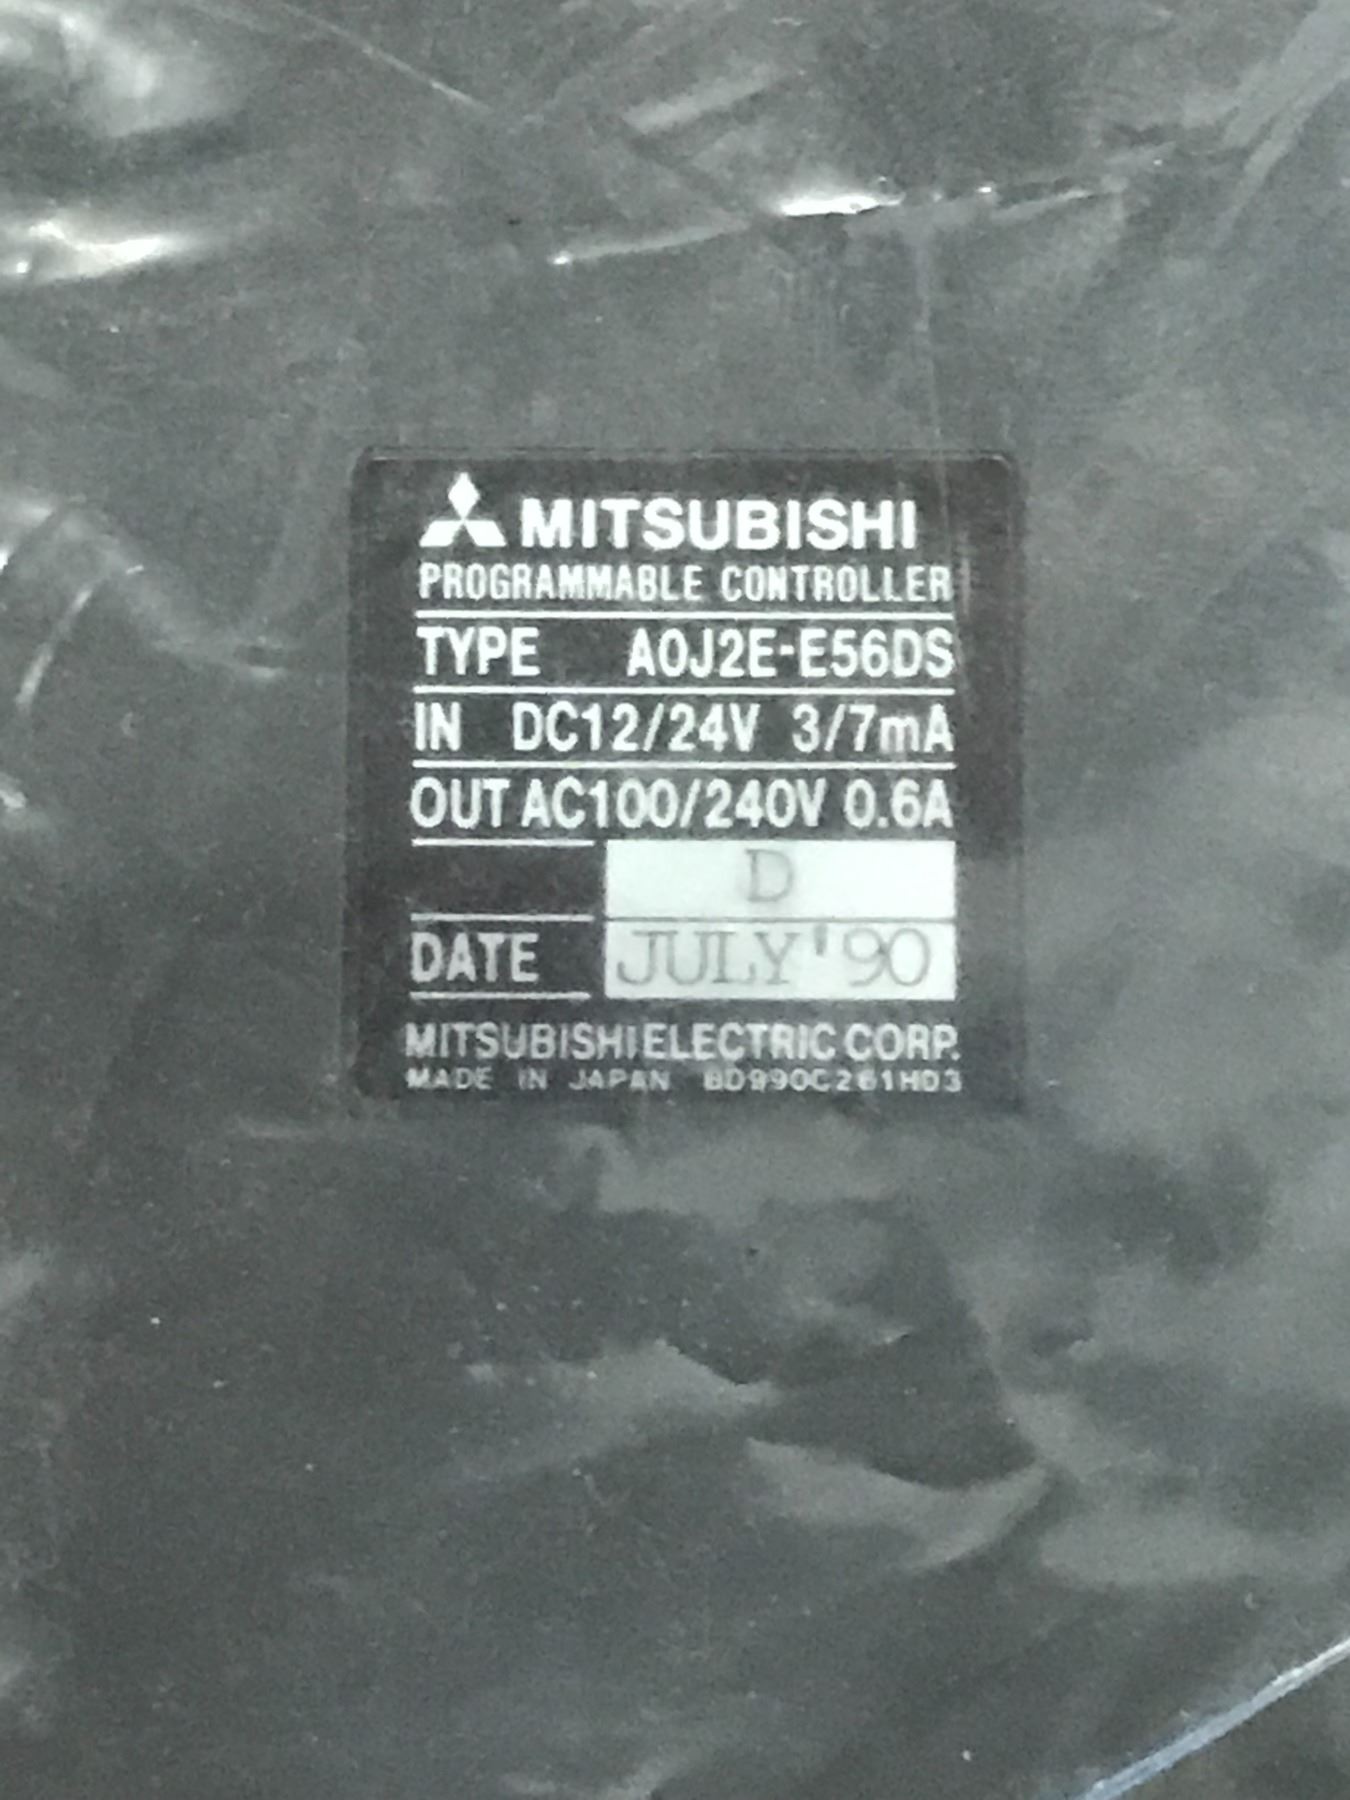 MITSUBISHI
PROGRAMMABLE CONTROLLER
TYPE A0J2E-E56DS
IN DC12/24V 3/7mA
OUT AC100/240V 0.6A
D
DATE JULY'90
MITSUBISHI ELECTRIC CORP.
MADE IN JAPAN BD990C261H03